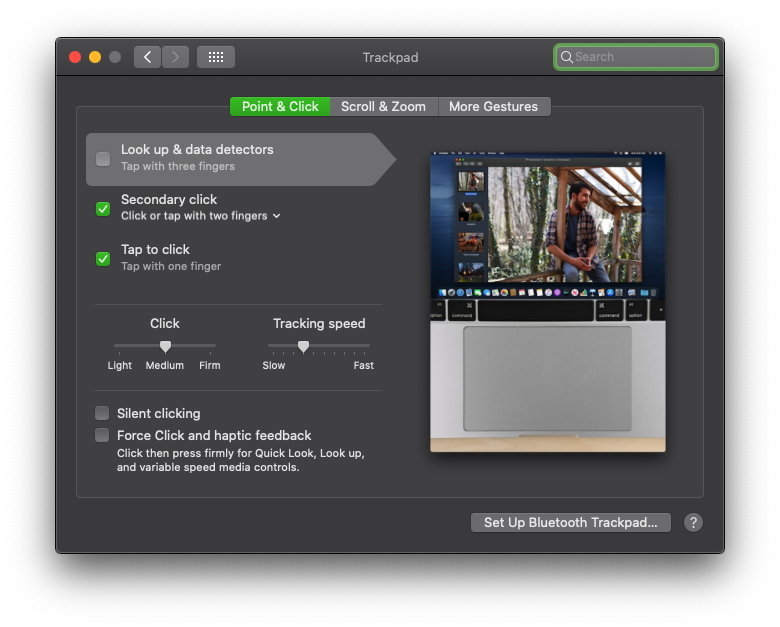 Trackpad
Search
Point & Click
Scroll & Zoom
More Gestures
Look up & data detectors
Tap with three fingers
Secondary click
Click or tap with two fingers
Tap to click
Tap with one finger
Click
Tracking speed
Light
Medium
Firm
Slow
Fast
Silent clicking
Force Click and haptic feedback
Click then press firmly for Quick Look, Look up,
and variable speed media controls.
option
command
command
option
Set Up Bluetooth Trackpad...
?